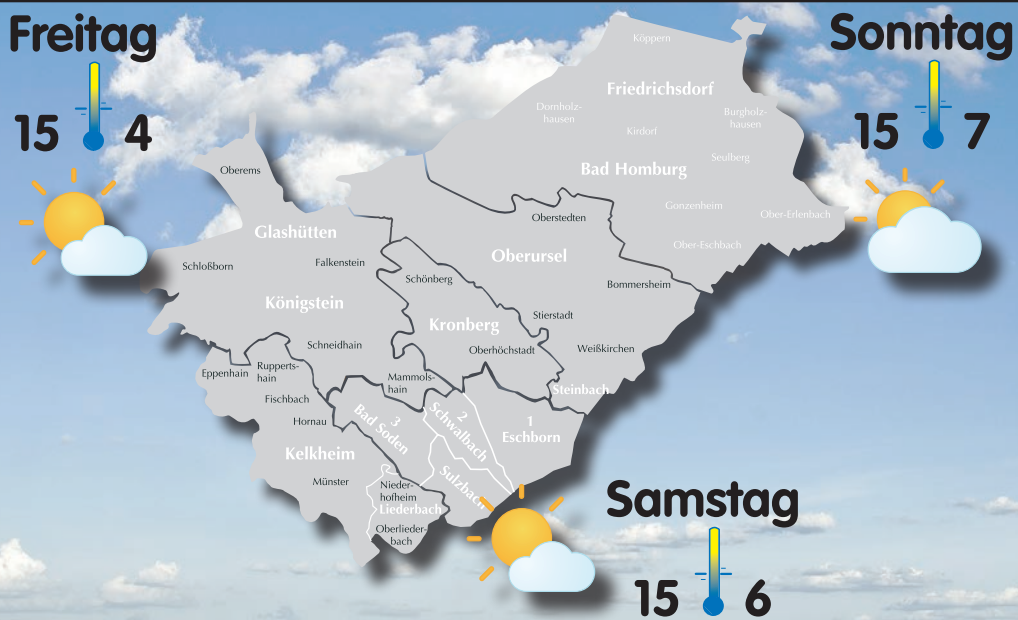 Freitag
15 4
Sonntag
15 7
Köppern
Friedrichsdorf
Dornholz-
hausen
Burgholz-
hausen
Kirdorf
Seulberg
Bad Homburg
Oberems
Gonzenheim
Ober-Erlenbach
Oberstedten
Glashütten
Ober-Eschbach
Oberursel
Schloßborn
Falkenstein
Schönberg
Bommersheim
Königstein
Stierstadt
Kronberg
Schneidhain
Oberhöchstadt
Weißkirchen
Eppenhain
Rupperts-
hain
Mammols-
hain
Steinbach
Fischbach
Hornau
3
Bad Soden
2
Schwalbach
1
Eschborn
Kelkheim
Münster
Nieder-
hofheim
Liederbach
Sulzbach
Oberlieder-
bach
Samstag
15 6